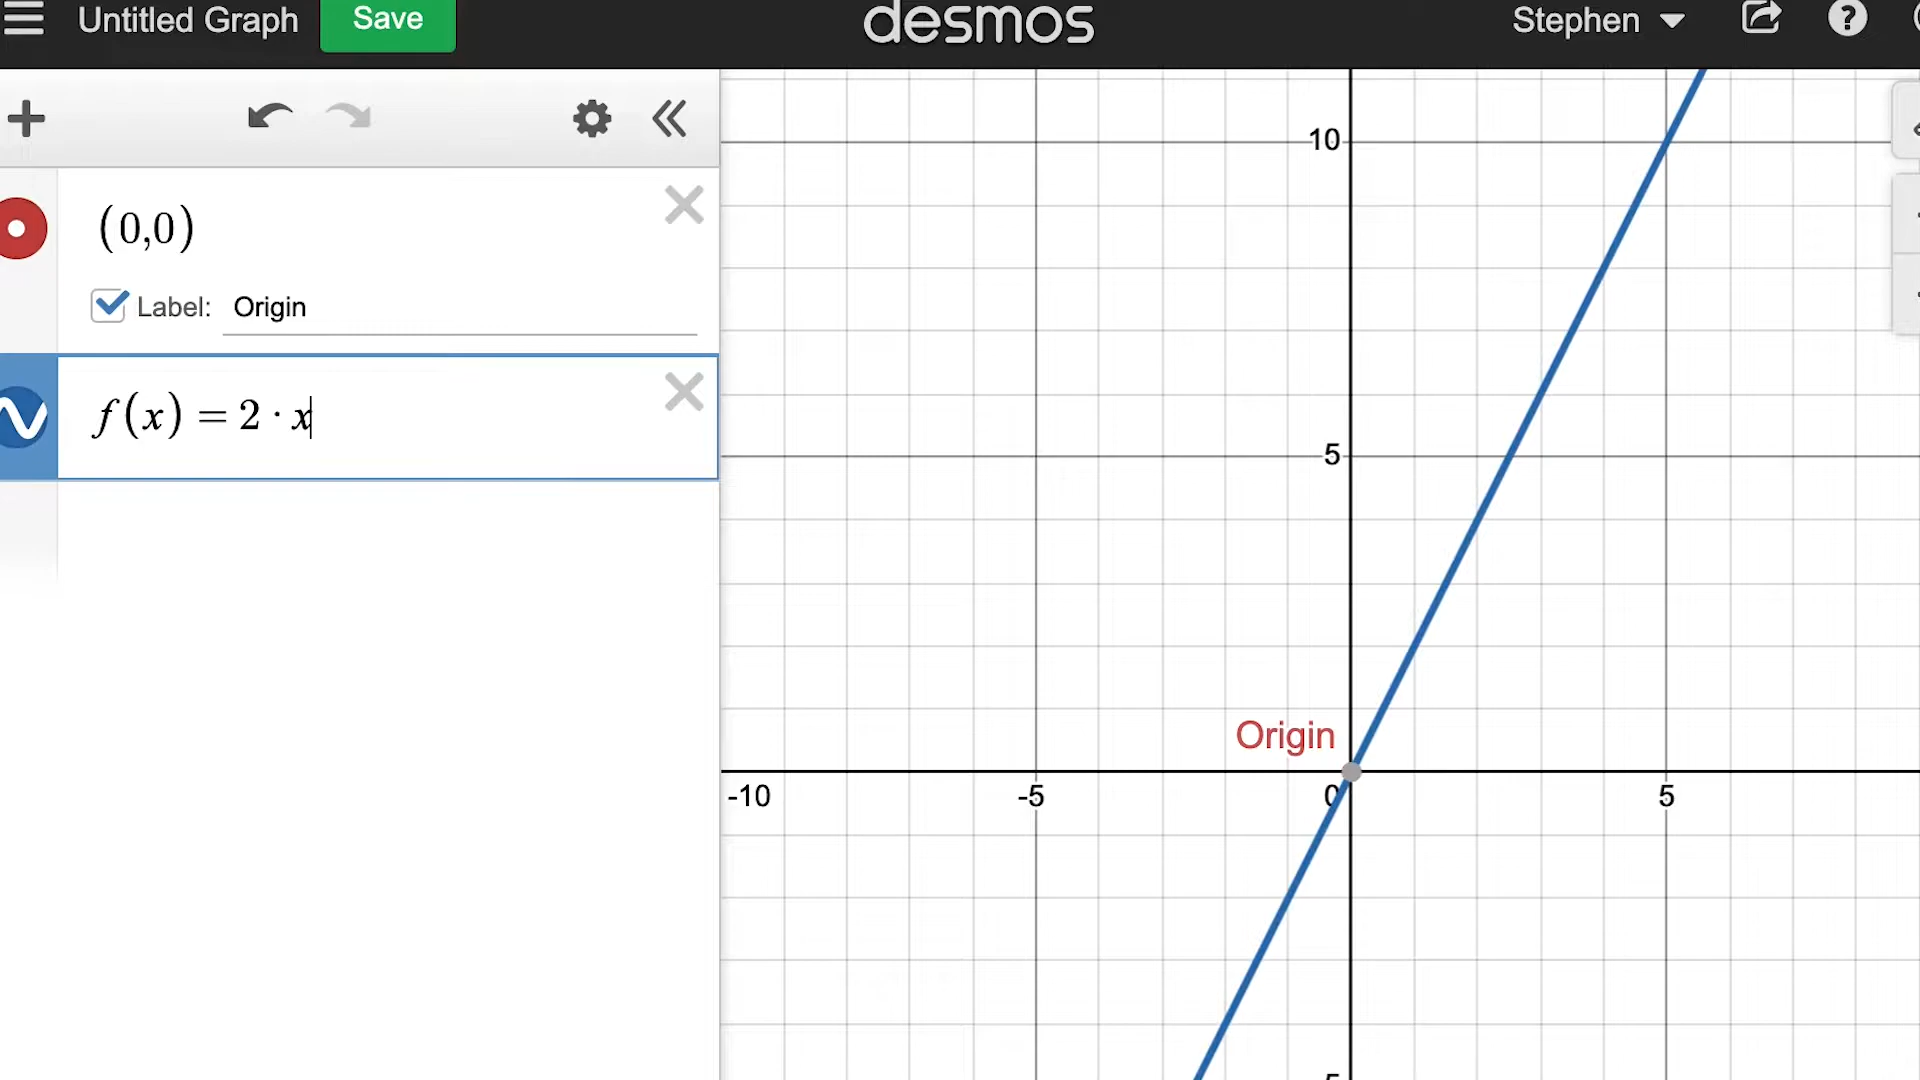 Untitled Graph
Save
desmos
Stephen
(0,0)
Label: Origin
f(x) = 2 · x
10
5
Origin
-10
-5
0
5